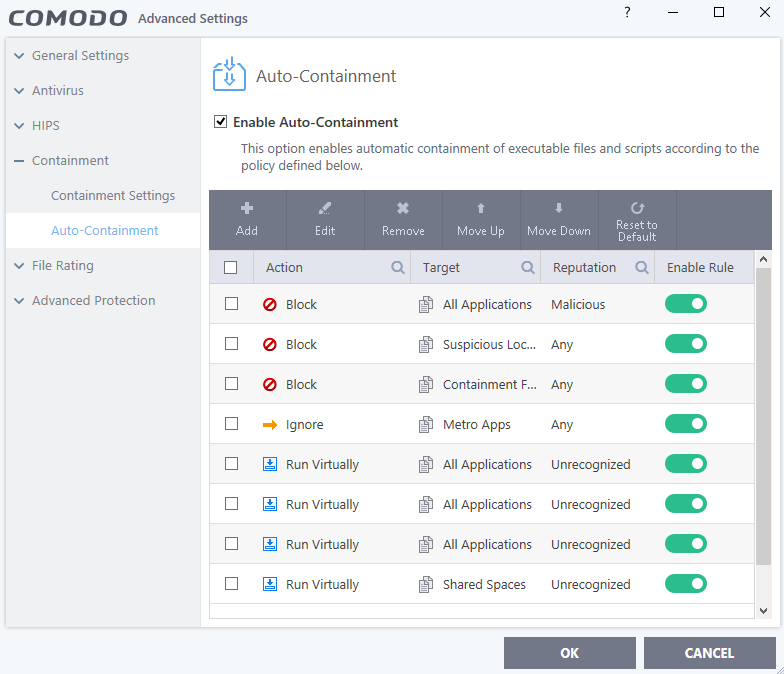 COMODO Advanced Settings ?
General Settings
Antivirus
HIPS
Containment
Containment Settings
Auto-Containment
File Rating
Advanced Protection
Auto-Containment
Enable Auto-Containment
This option enables automatic containment of executable files and scripts according to the
policy defined below.
Add Edit Remove Move Up Move Down Reset to
Default
Action Target Reputation Enable Rule
Block All Applications Malicious
Block Suspicious Loc... Any
Block Containment F... Any
Ignore Metro Apps Any
Run Virtually All Applications Unrecognized
Run Virtually All Applications Unrecognized
Run Virtually All Applications Unrecognized
Run Virtually Shared Spaces Unrecognized
OK CANCEL